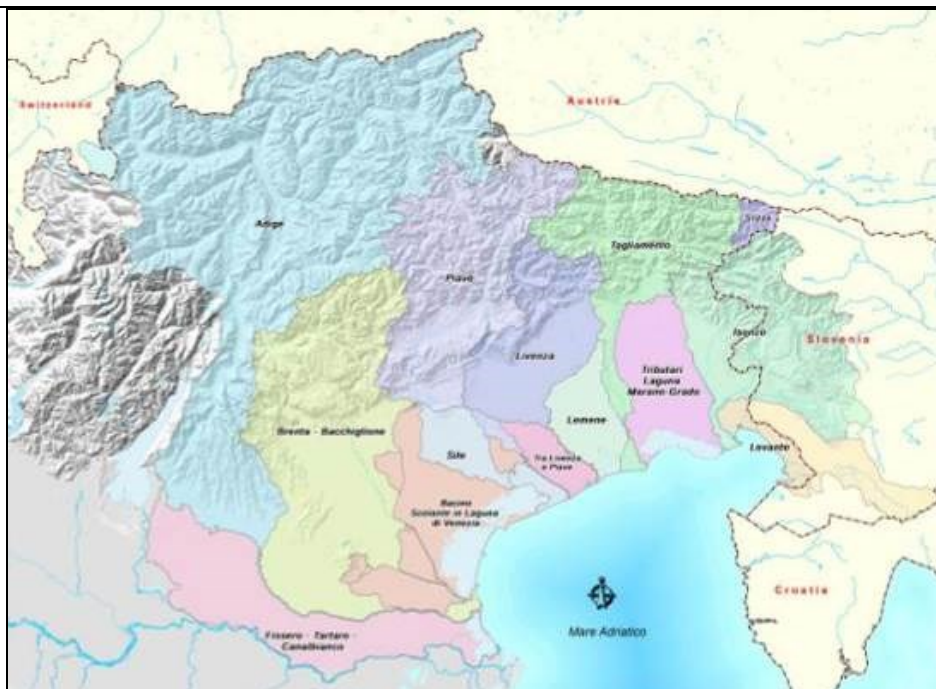 Austria
Switzerland
Slizza
Adige
Tagliamento
Piave
Isonzo
Slovenia
Livenza
Tributari
Laguna
Marano-Grado
Lemene
Brenta - Bacchiglione
Levante
Sile
Tra Livenza
e Piave
Bacino
Scolante in Laguna
di Venezia
Croatia
Mare Adriatico
Fissero - Tartaro -
Canalbianco